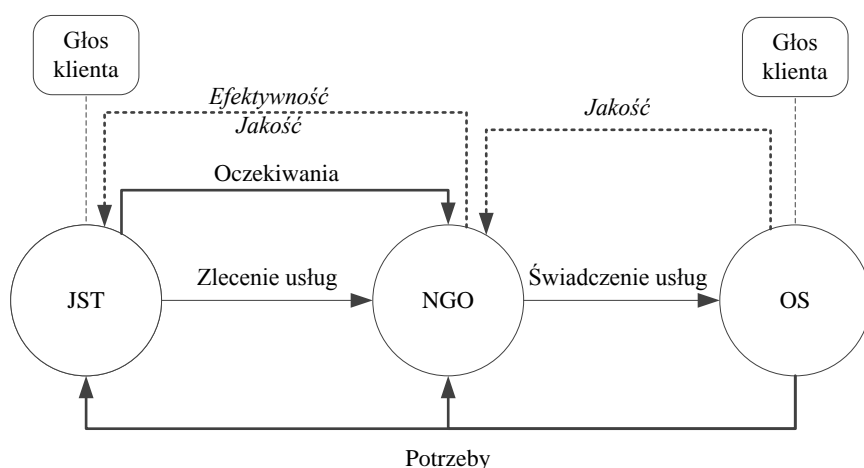 Głos
klienta
Głos
klienta
Efektywność
Jakość
Jakość
Oczekiwania
JST
Zlecenie usług
NGO
Świadczenie usług
OS
Potrzeby